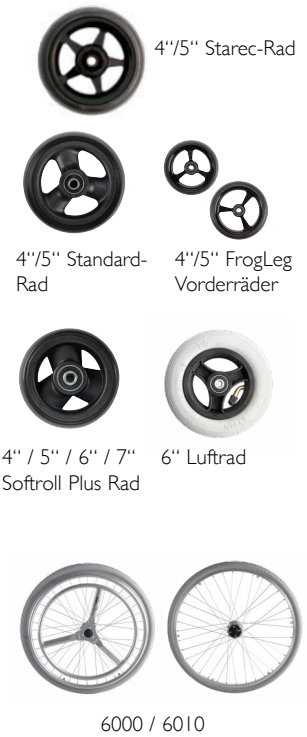 4“/5“ Starec-Rad
4“/5“ Standard-
Rad
4“/5“ FrogLeg
Vorderräder
4“ / 5“ / 6“ / 7“
Softroll Plus Rad
6“ Luftrad
6000 / 6010